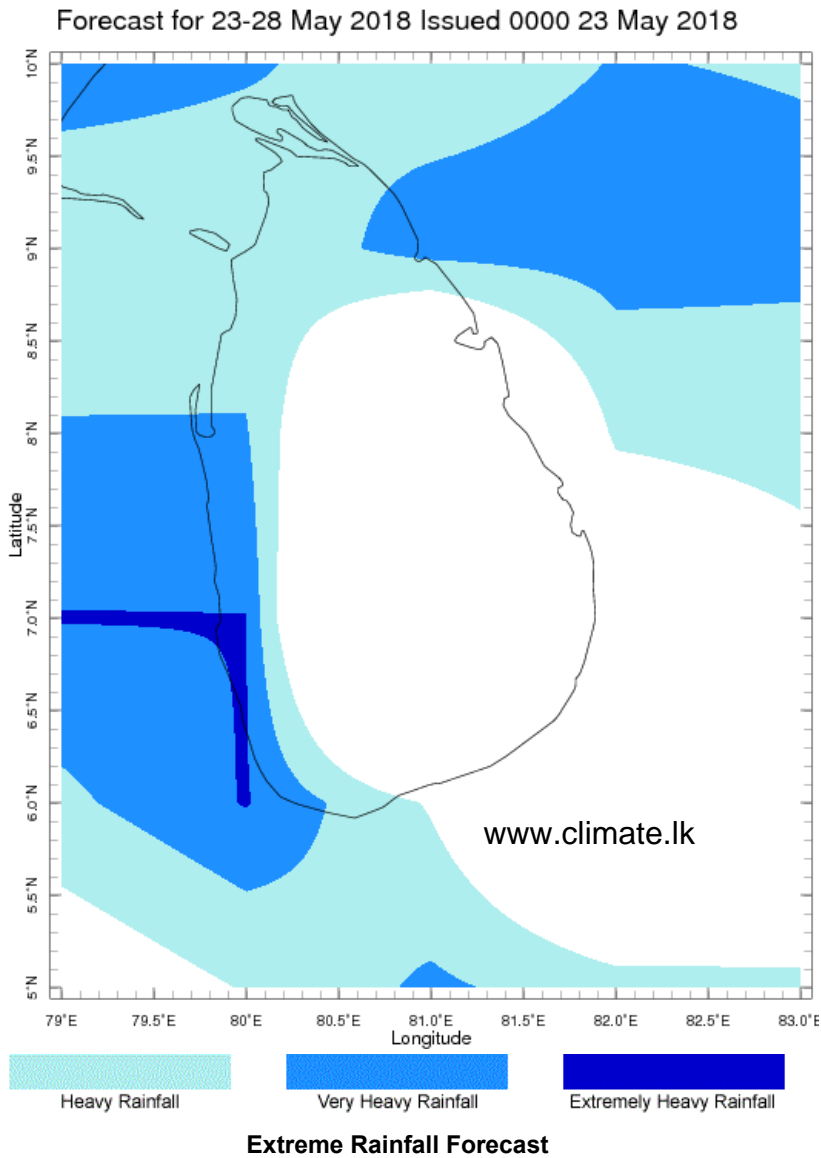 Forecast for 23-28 May 2018 Issued 0000 23 May 2018
10°N
9.5°N
9°N
8.5°N
8°N
7.5°N
7.0°N
6.5°N
6.0°N
5.5°N
5°N
Latitude
www.climate.lk
79°E 79.5°E 80°E 80.5°E 81.0°E 81.5°E 82.0°E 82.5°E 83.0°E
Longitude
Heavy Rainfall Very Heavy Rainfall Extremely Heavy Rainfall
Extreme Rainfall Forecast